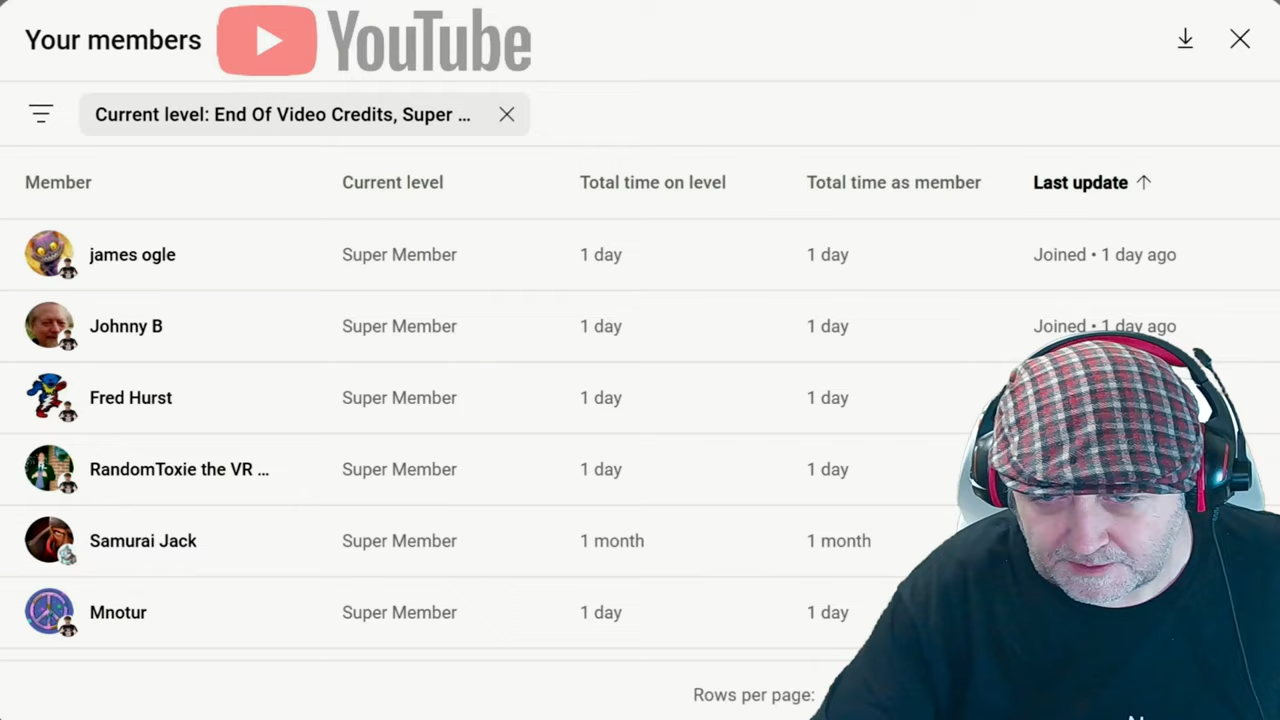 Your members YouTube
Current level: End Of Video Credits, Super ...
Member Current level Total time on level Total time as member Last update
james ogle Super Member 1 day 1 day Joined • 1 day ago
Johnny B Super Member 1 day 1 day Joined • 1 day ago
Fred Hurst Super Member 1 day 1 day
RandomToxie the VR ... Super Member 1 day 1 day
Samurai Jack Super Member 1 month 1 month
Mnotur Super Member 1 day 1 day
Rows per page: